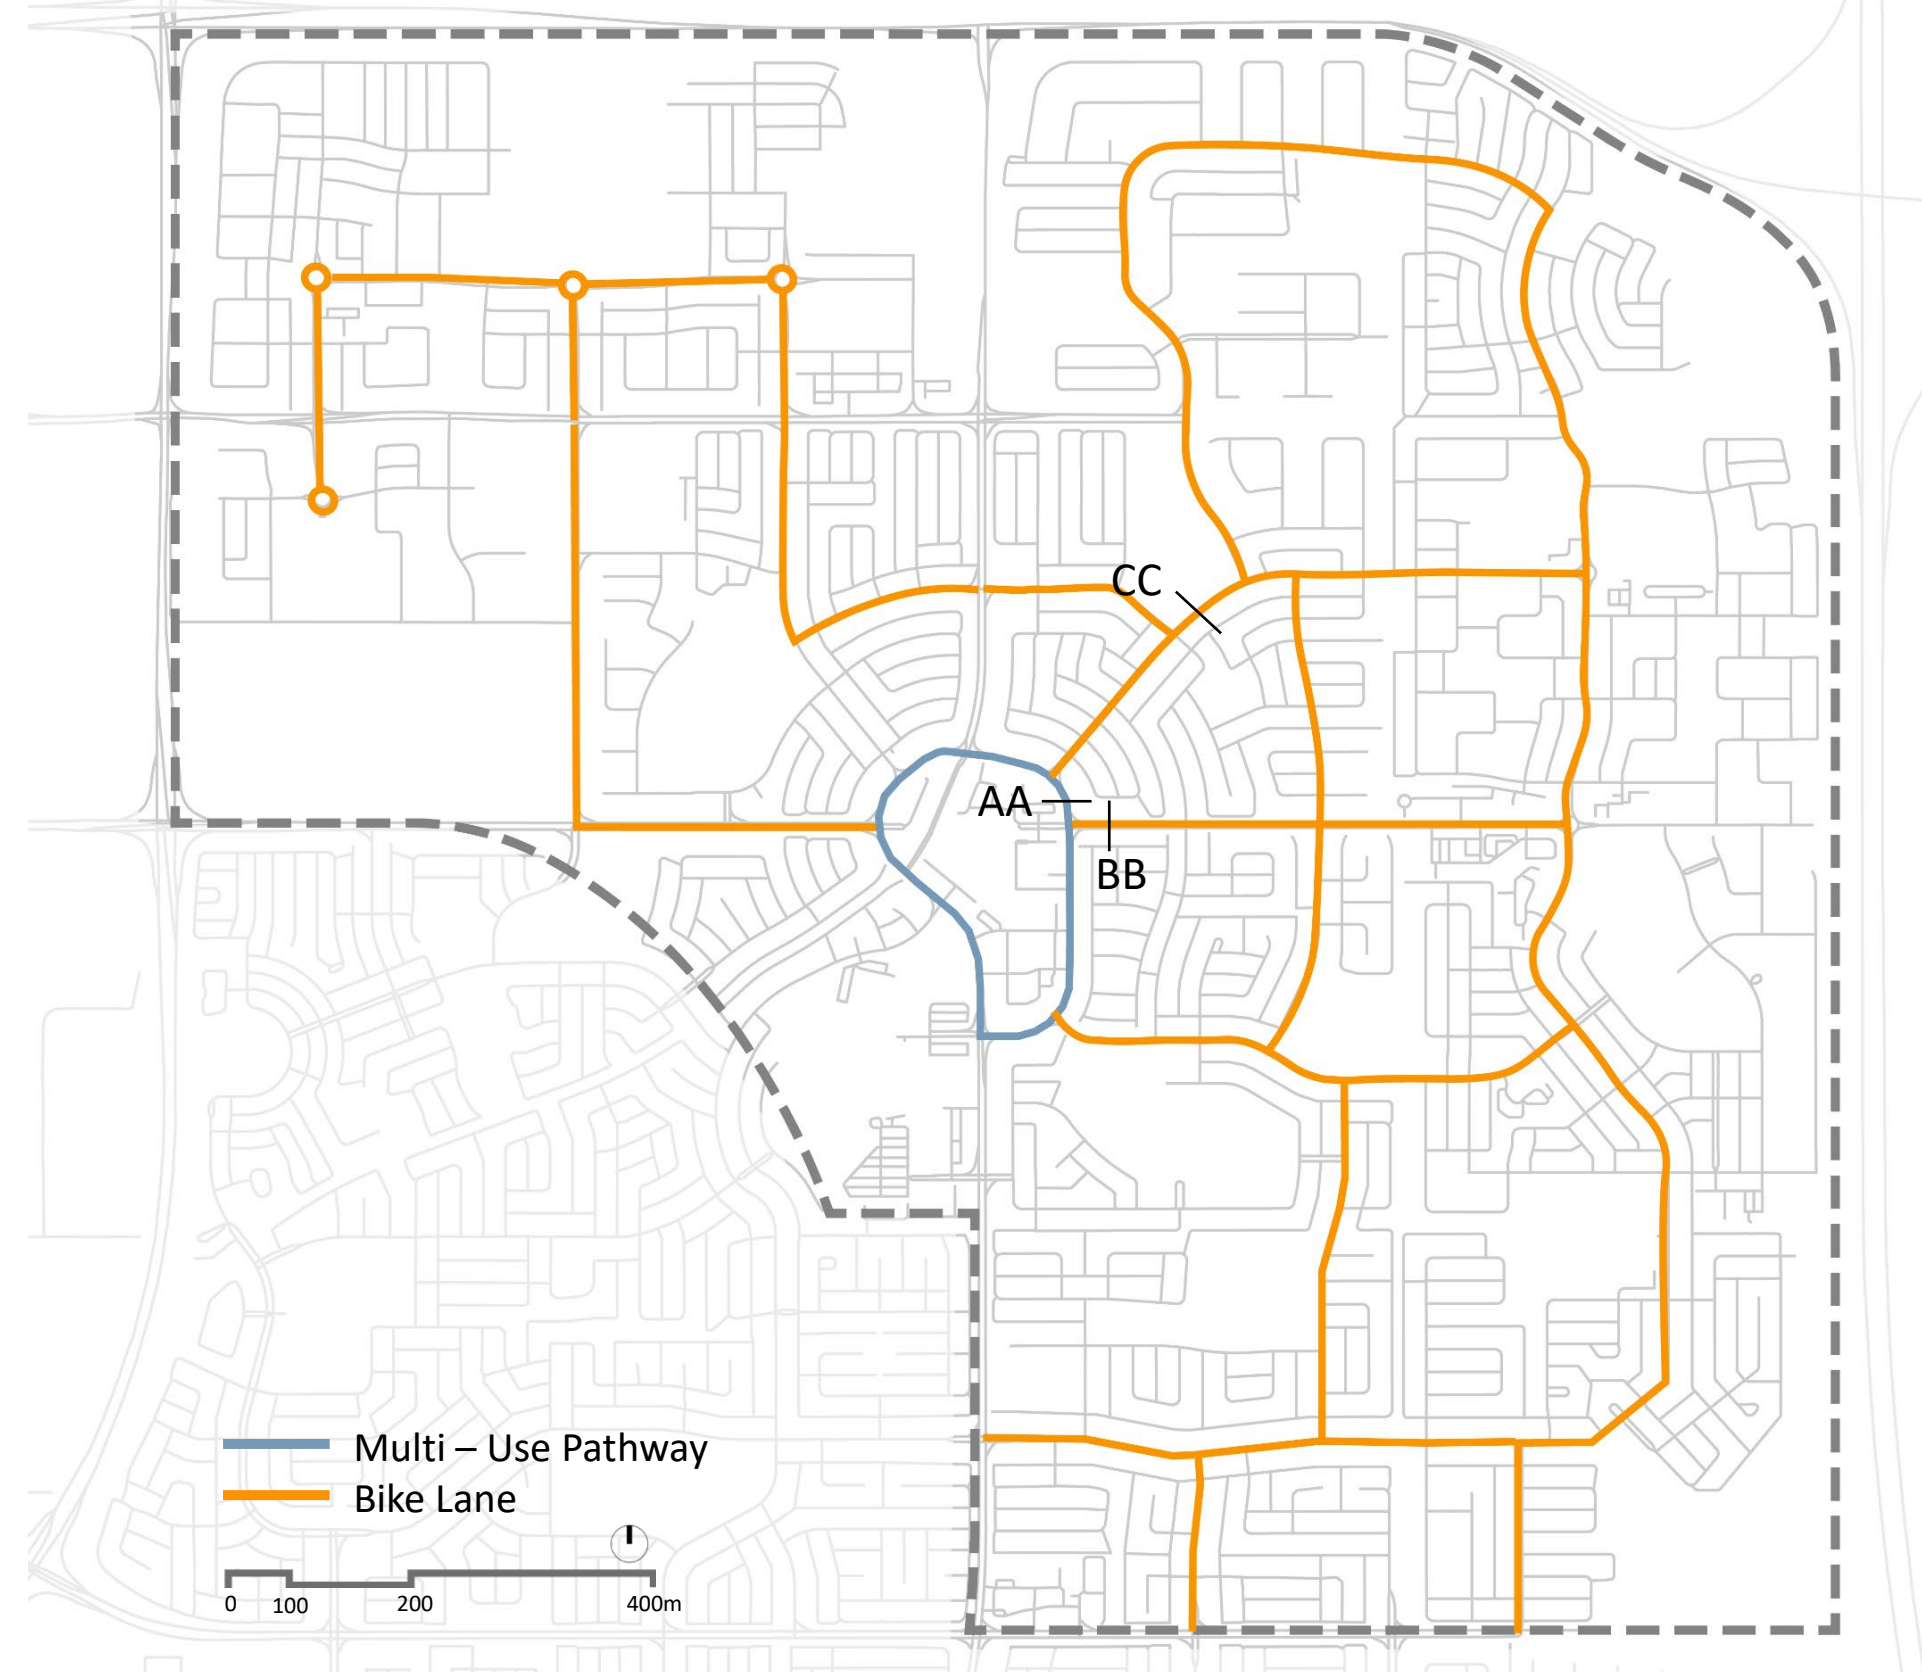 CC
AA
BB
Multi – Use Pathway
Bike Lane
0 100 200 400m